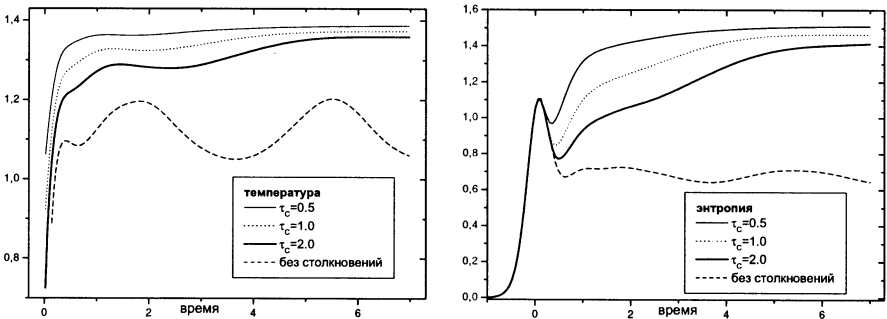 1,4
1,2
1,0
0,8
0
2
4
6
время
температура
τc=0.5
τc=1.0
τc=2.0
без столкновений
1,6
1,4
1,2
1,0
0,8
0,6
0,4
0,2
0,0
0
2
4
6
время
энтропия
τc=0.5
τc=1.0
τc=2.0
без столкновений